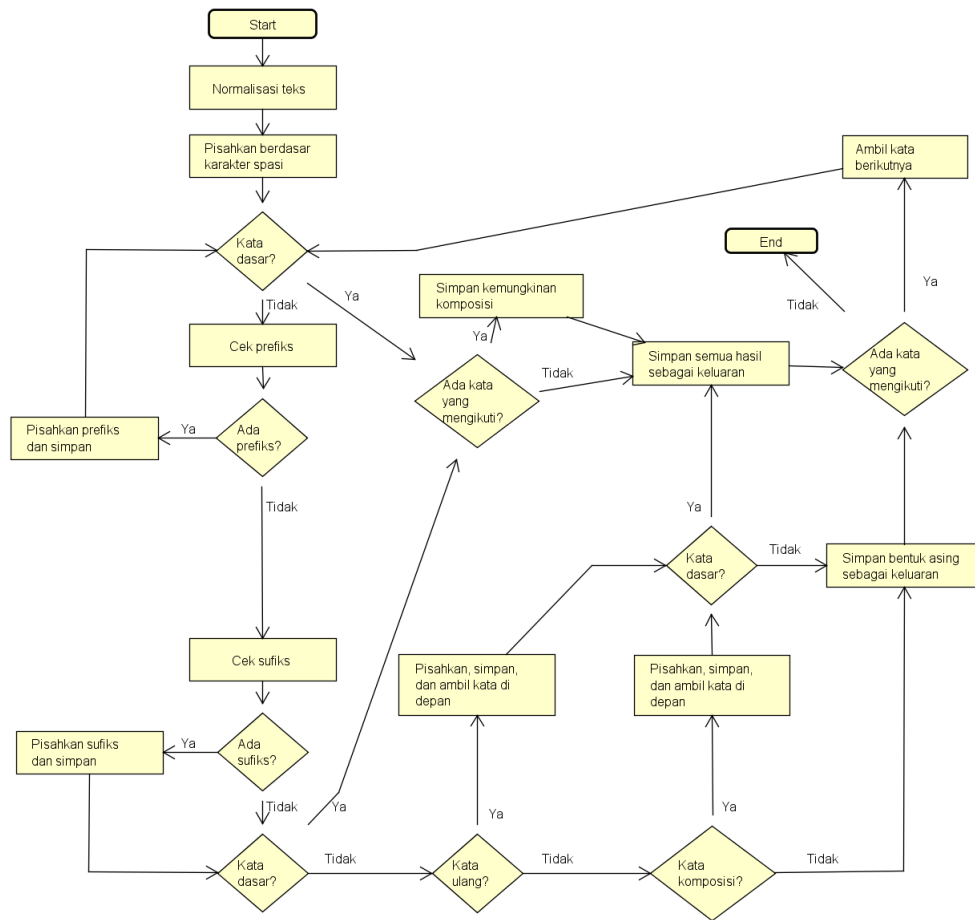 Start
Normalisasi teks
Pisahkan berdasar
karakter spasi
Ambil kata
berikutnya
Kata
dasar?
End
Ya
Simpan kemungkinan
komposisi
Ya
Tidak
Tidak
Cek prefiks
Ya
Simpan semua hasil
sebagai keluaran
Ada kata
yang
mengikuti?
Tidak
Ada kata
yang
mengikuti?
Pisahkan prefiks
dan simpan
Ya
Ada
prefiks?
Tidak
Ya
Kata
dasar?
Tidak
Simpan bentuk asing
sebagai keluaran
Cek sufiks
Pisahkan, simpan,
dan ambil kata di
depan
Pisahkan, simpan,
dan ambil kata di
depan
Pisahkan sufiks
dan simpan
Ya
Ada
sufiks?
Tidak
Ya
Ya
Ya
Kata
dasar?
Tidak
Kata
ulang?
Tidak
Kata
komposisi?
Tidak